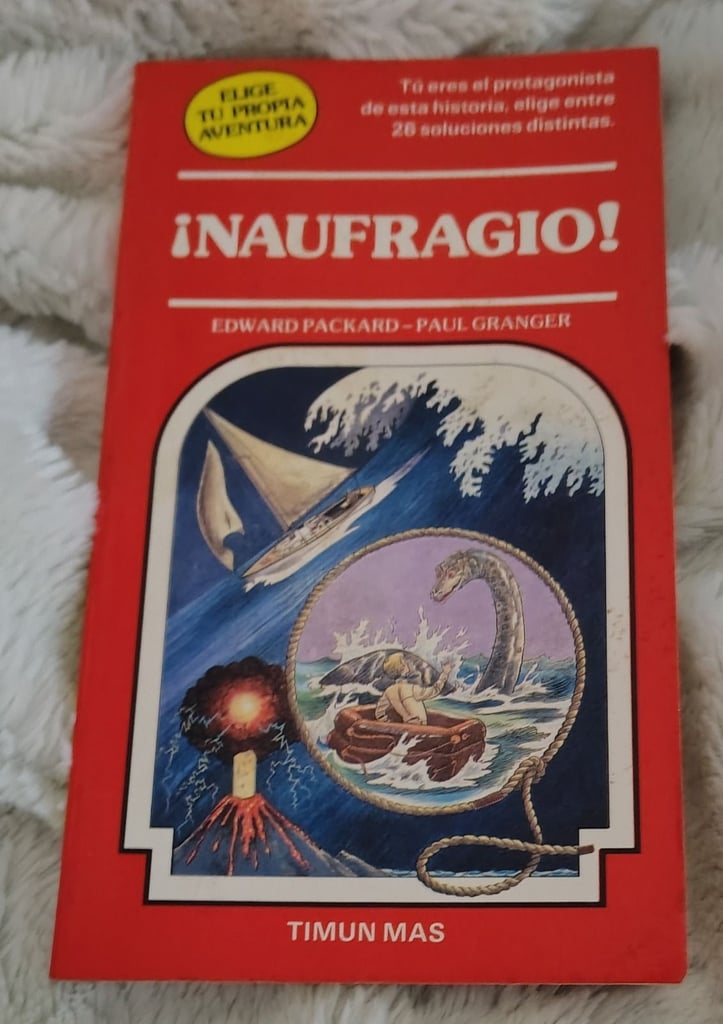 ELIGE
TU PROPIA
AVENTURA
Tú eres el protagonista
de esta historia, elige entre
26 soluciones distintas.
¡NAUFRAGIO!
EDWARD PACKARD – PAUL GRANGER
TIMUN MAS